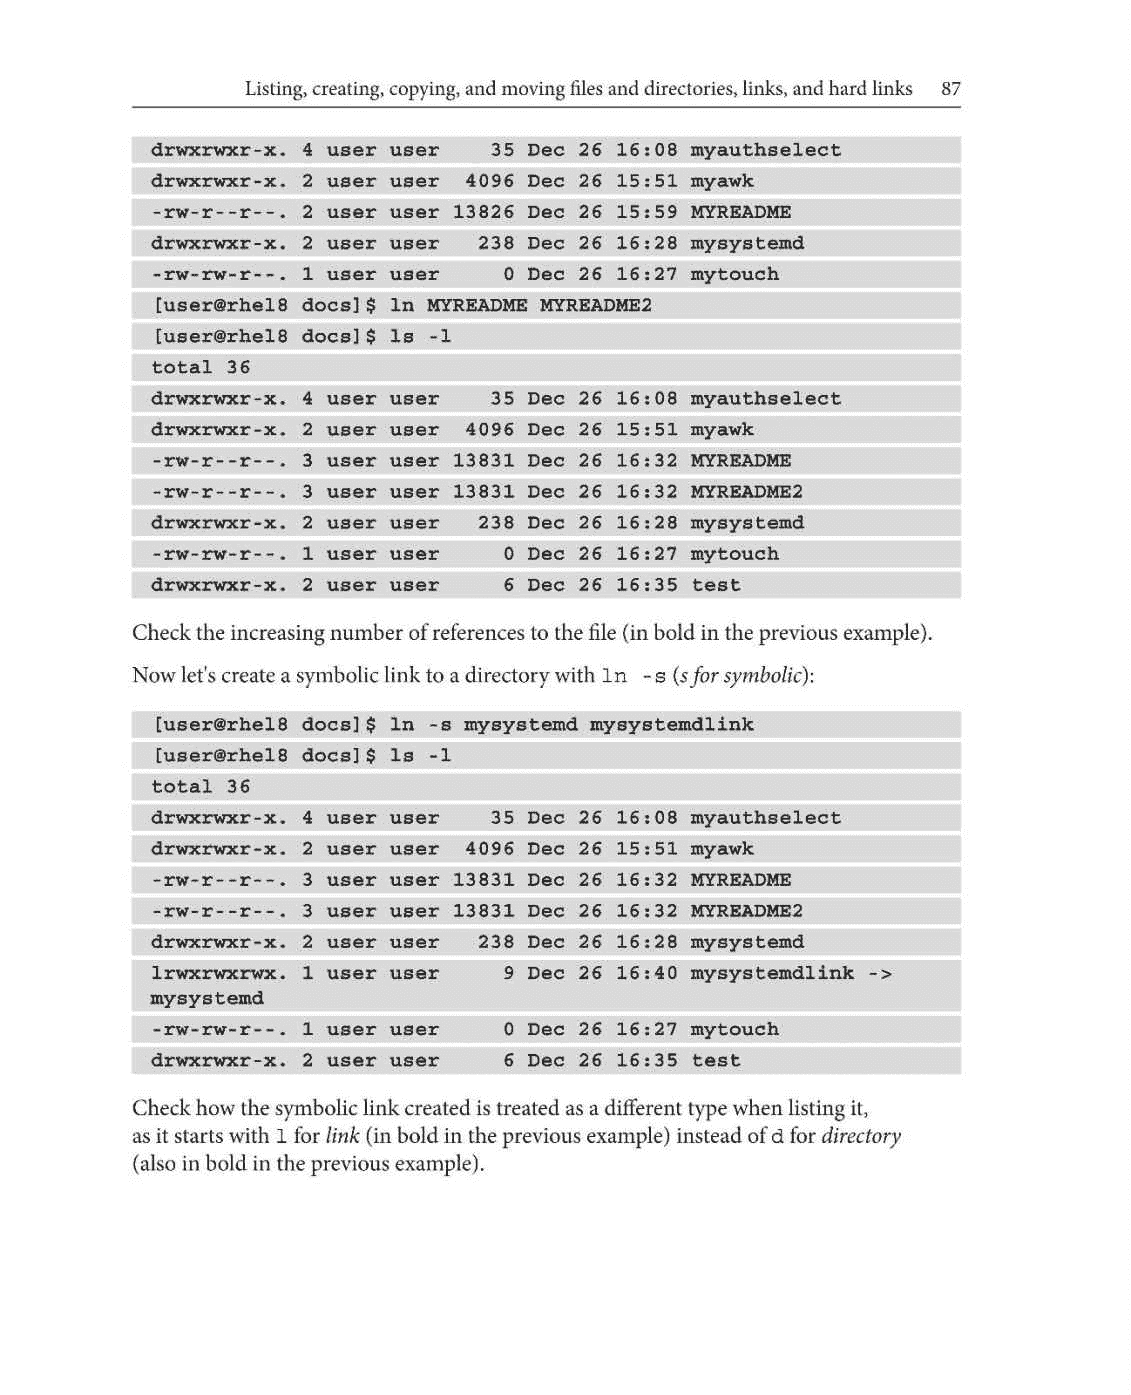 Listing, creating, copying, and moving files and directories, links, and hard links 87
drwxrwxr-x. 4 user user    35 Dec 26 16:08 myauthselect
drwxrwxr-x. 2 user user  4096 Dec 26 15:51 myawk
-rw-r--r--. 2 user user 13826 Dec 26 15:59 MYREADME
drwxrwxr-x. 2 user user   238 Dec 26 16:28 mysystemd
-rw-rw-r--. 1 user user     0 Dec 26 16:27 mytouch
[user@rhel8 docs]$ ln MYREADME MYREADME2
[user@rhel8 docs]$ ls -l
total 36
drwxrwxr-x. 4 user user    35 Dec 26 16:08 myauthselect
drwxrwxr-x. 2 user user  4096 Dec 26 15:51 myawk
-rw-r--r--. 3 user user 13831 Dec 26 16:32 MYREADME
-rw-r--r--. 3 user user 13831 Dec 26 16:32 MYREADME2
drwxrwxr-x. 2 user user   238 Dec 26 16:28 mysystemd
-rw-rw-r--. 1 user user     0 Dec 26 16:27 mytouch
drwxrwxr-x. 2 user user     6 Dec 26 16:35 test
Check the increasing number of references to the file (in bold in the previous example).
Now let's create a symbolic link to a directory with ln -s (s for symbolic):
[user@rhel8 docs]$ ln -s mysystemd mysystemdlink
[user@rhel8 docs]$ ls -l
total 36
drwxrwxr-x. 4 user user    35 Dec 26 16:08 myauthselect
drwxrwxr-x. 2 user user  4096 Dec 26 15:51 myawk
-rw-r--r--. 3 user user 13831 Dec 26 16:32 MYREADME
-rw-r--r--. 3 user user 13831 Dec 26 16:32 MYREADME2
drwxrwxr-x. 2 user user   238 Dec 26 16:28 mysystemd
lrwxrwxrwx. 1 user user     9 Dec 26 16:40 mysystemdlink ->
mysystemd
-rw-rw-r--. 1 user user     0 Dec 26 16:27 mytouch
drwxrwxr-x. 2 user user     6 Dec 26 16:35 test
Check how the symbolic link created is treated as a different type when listing it,
as it starts with l for link (in bold in the previous example) instead of d for directory
(also in bold in the previous example).